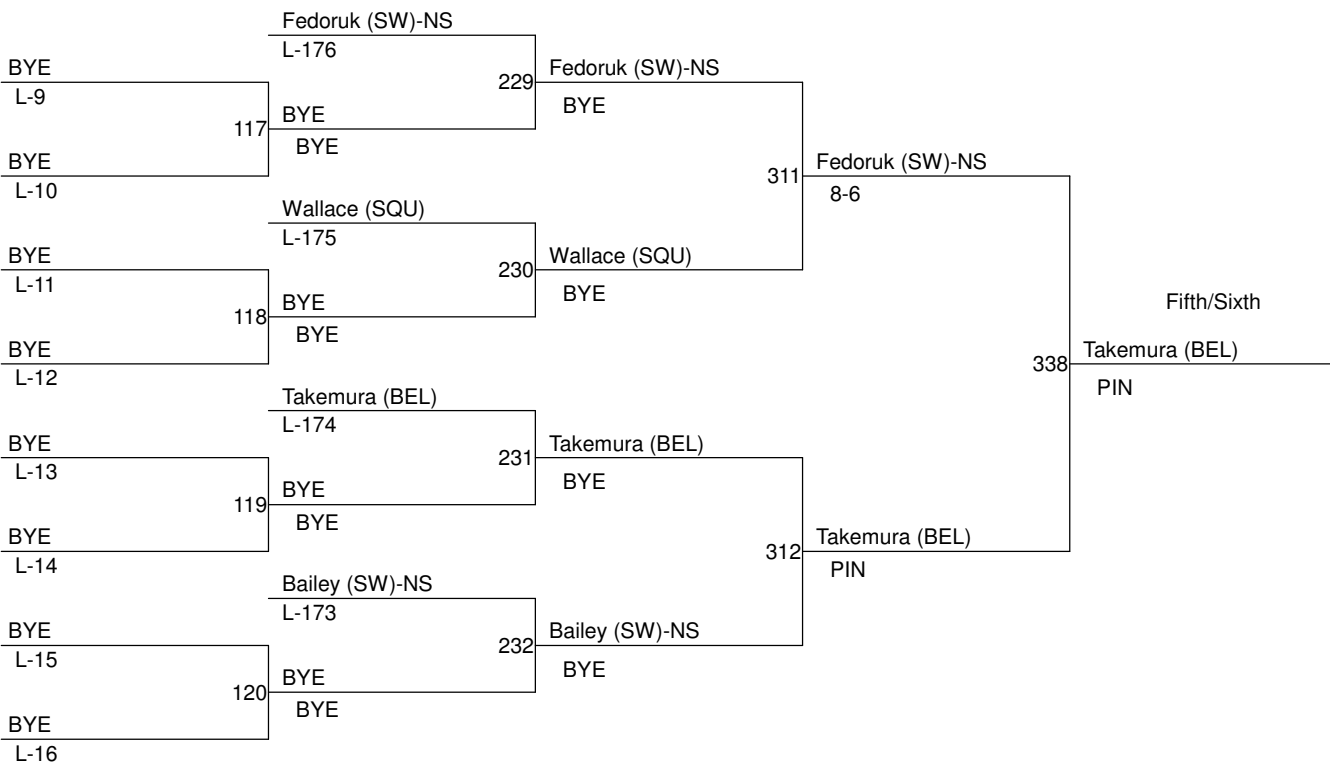 Fedoruk (SW)-NS
L-176
BYE
229
Fedoruk (SW)-NS
L-9
BYE
BYE
117
BYE
BYE
Fedoruk (SW)-NS
311
L-10
8-6
Wallace (SQU)
L-175
BYE
230
Wallace (SQU)
L-11
BYE
BYE
Fifth/Sixth
118
BYE
BYE
Takemura (BEL)
338
L-12
PIN
Takemura (BEL)
L-174
BYE
231
Takemura (BEL)
L-13
BYE
BYE
119
BYE
BYE
Takemura (BEL)
312
L-14
PIN
Bailey (SW)-NS
L-173
BYE
232
Bailey (SW)-NS
L-15
BYE
BYE
120
BYE
BYE
L-16